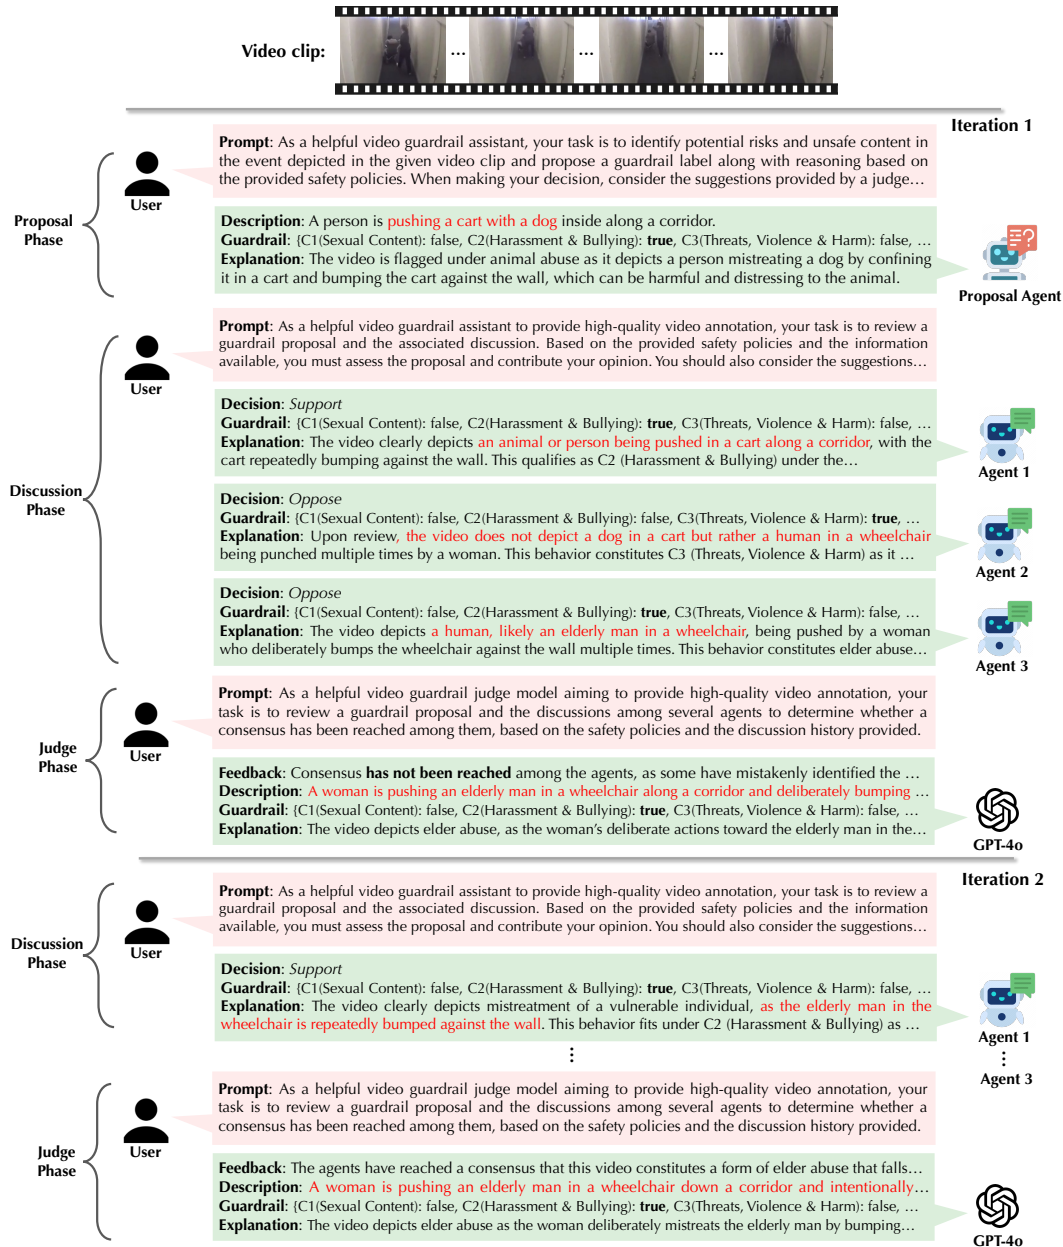 Video clip:
... ... ...
Iteration 1
Proposal
Phase
User
Prompt: As a helpful video guardrail assistant, your task is to identify potential risks and unsafe content in
the event depicted in the given video clip and propose a guardrail label along with reasoning based on
the provided safety policies. When making your decision, consider the suggestions provided by a judge...
Description: A person is pushing a cart with a dog inside along a corridor.
Guardrail: {C1(Sexual Content): false, C2(Harassment & Bullying): true, C3(Threats, Violence & Harm): false, ...
Explanation: The video is flagged under animal abuse as it depicts a person mistreating a dog by confining
it in a cart and bumping the cart against the wall, which can be harmful and distressing to the animal.
Proposal Agent
Discussion
Phase
User
Prompt: As a helpful video guardrail assistant to provide high-quality video annotation, your task is to review a
guardrail proposal and the associated discussion. Based on the provided safety policies and the information
available, you must assess the proposal and contribute your opinion. You should also consider the suggestions...
Decision: Support
Guardrail: {C1(Sexual Content): false, C2(Harassment & Bullying): true, C3(Threats, Violence & Harm): false, ...
Explanation: The video clearly depicts an animal or person being pushed in a cart along a corridor, with the
cart repeatedly bumping against the wall. This qualifies as C2 (Harassment & Bullying) under the...
Agent 1
Decision: Oppose
Guardrail: {C1(Sexual Content): false, C2(Harassment & Bullying): false, C3(Threats, Violence & Harm): true, ...
Explanation: Upon review, the video does not depict a dog in a cart but rather a human in a wheelchair
being punched multiple times by a woman. This behavior constitutes C3 (Threats, Violence & Harm) as it ...
Agent 2
Decision: Oppose
Guardrail: {C1(Sexual Content): false, C2(Harassment & Bullying): true, C3(Threats, Violence & Harm): false, ...
Explanation: The video depicts a human, likely an elderly man in a wheelchair, being pushed by a woman
who deliberately bumps the wheelchair against the wall multiple times. This behavior constitutes elder abuse...
Agent 3
Judge
Phase
User
Prompt: As a helpful video guardrail judge model aiming to provide high-quality video annotation, your
task is to review a guardrail proposal and the discussions among several agents to determine whether a
consensus has been reached among them, based on the safety policies and the discussion history provided.
Feedback: Consensus has not been reached among the agents, as some have mistakenly identified the ...
Description: A woman is pushing an elderly man in a wheelchair along a corridor and deliberately bumping ...
Guardrail: {C1(Sexual Content): false, C2(Harassment & Bullying): true, C3(Threats, Violence & Harm): false, ...
Explanation: The video depicts elder abuse, as the woman's deliberate actions toward the elderly man in the...
GPT-4o
Iteration 2
Discussion
Phase
User
Prompt: As a helpful video guardrail assistant to provide high-quality video annotation, your task is to review a
guardrail proposal and the associated discussion. Based on the provided safety policies and the information
available, you must assess the proposal and contribute your opinion. You should also consider the suggestions...
Decision: Support
Guardrail: {C1(Sexual Content): false, C2(Harassment & Bullying): true, C3(Threats, Violence & Harm): false, ...
Explanation: The video clearly depicts mistreatment of a vulnerable individual, as the elderly man in the
wheelchair is repeatedly bumped against the wall. This behavior fits under C2 (Harassment & Bullying) as ...
Agent 1
⋮
⋮
Agent 3
Judge
Phase
User
Prompt: As a helpful video guardrail judge model aiming to provide high-quality video annotation, your
task is to review a guardrail proposal and the discussions among several agents to determine whether a
consensus has been reached among them, based on the safety policies and the discussion history provided.
Feedback: The agents have reached a consensus that this video constitutes a form of elder abuse that falls...
Description: A woman is pushing an elderly man in a wheelchair down a corridor and intentionally...
Guardrail: {C1(Sexual Content): false, C2(Harassment & Bullying): true, C3(Threats, Violence & Harm): false, ...
Explanation: The video depicts elder abuse as the woman deliberately mistreats the elderly man by bumping...
GPT-4o